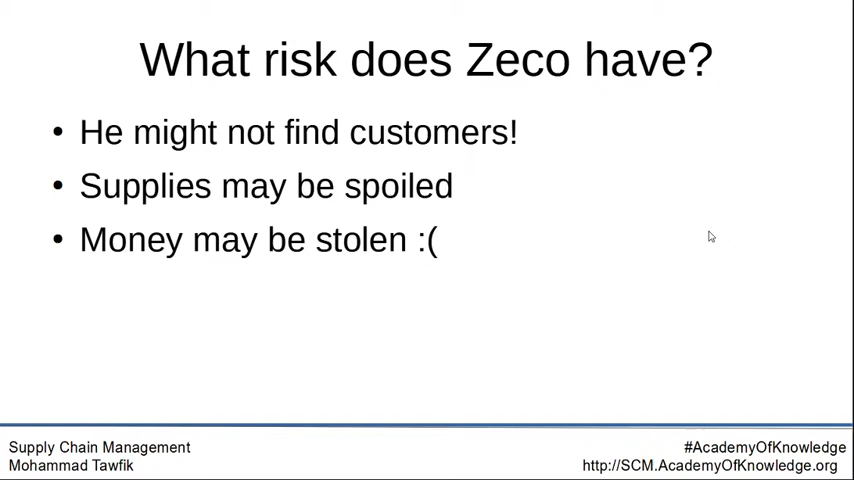 What risk does Zeco have?
• He might not find customers!
• Supplies may be spoiled
• Money may be stolen :(
Supply Chain Management
Mohammad Tawfik
#AcademyOfKnowledge
http://SCM.AcademyOfKnowledge.org